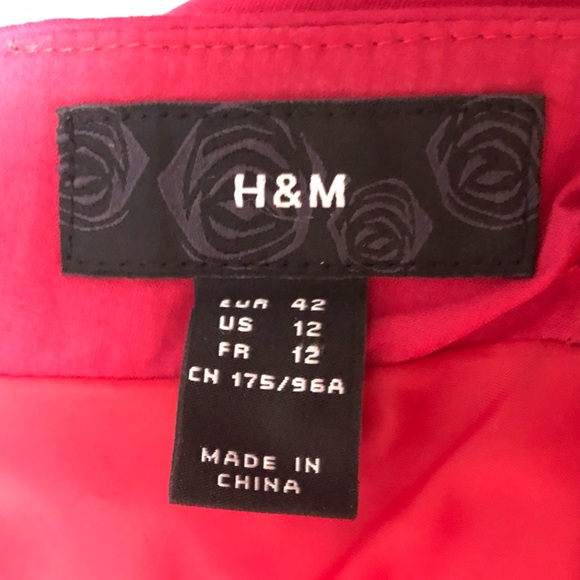 H&M
EUR 42
US 12
FR 12
CN 175/96A
MADE IN
CHINA